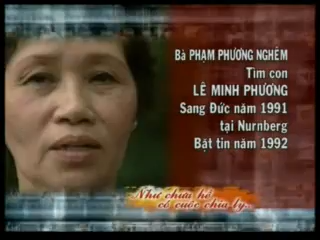 Bà PHẠM PHƯƠNG NGHÊM
Tìm con
LÊ MINH PHƯƠNG
Sang Đức năm 1991
tại Nurnberg
Bặt tin năm 1992
Như chưa hề
có cuộc chia ly...